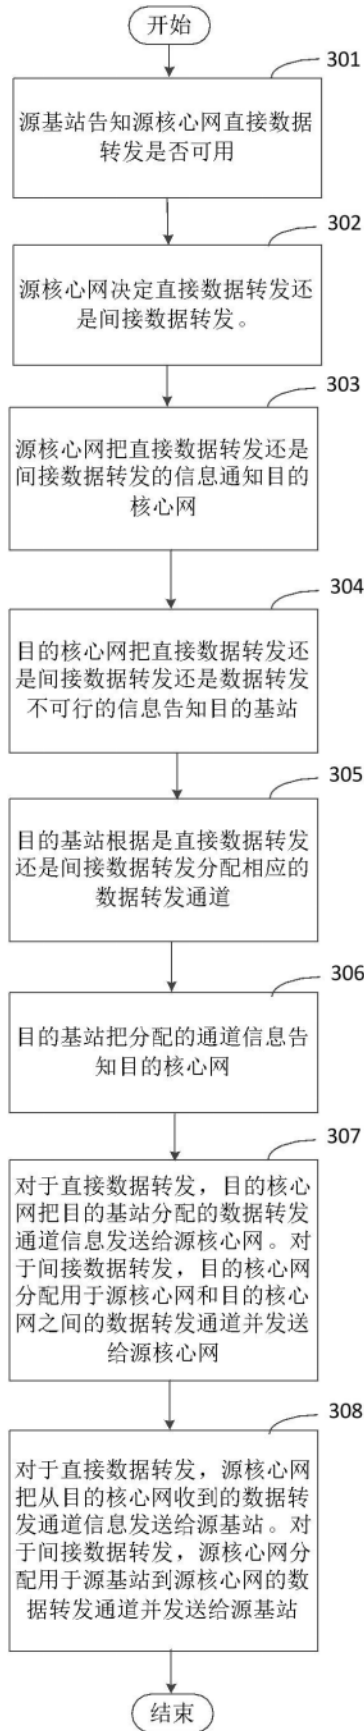 开始
301
源基站告知源核心网直接数据
转发是否可用
302
源核心网决定直接数据转发还
是间接数据转发。
303
源核心网把直接数据转发还是
间接数据转发的信息通知目的
核心网
304
目的核心网把直接数据转发还
是间接数据转发还是数据转发
不可行的信息告知目的基站
305
目的基站根据是直接数据转发
还是间接数据转发分配相应的
数据转发通道
306
目的基站把分配的通道信息告
知目的核心网
307
对于直接数据转发，目的核心
网把目的基站分配的数据转发
通道信息发送给源核心网。对
于间接数据转发，目的核心网
分配用于源核心网和目的核心
网之间的数据转发通道并发送
给源核心网
308
对于直接数据转发，源核心网
把从目的核心网收到的数据转
发通道信息发送给源基站。对
于间接数据转发，源核心网分
配用于源基站到源核心网的数
据转发通道并发送给源基站
结束